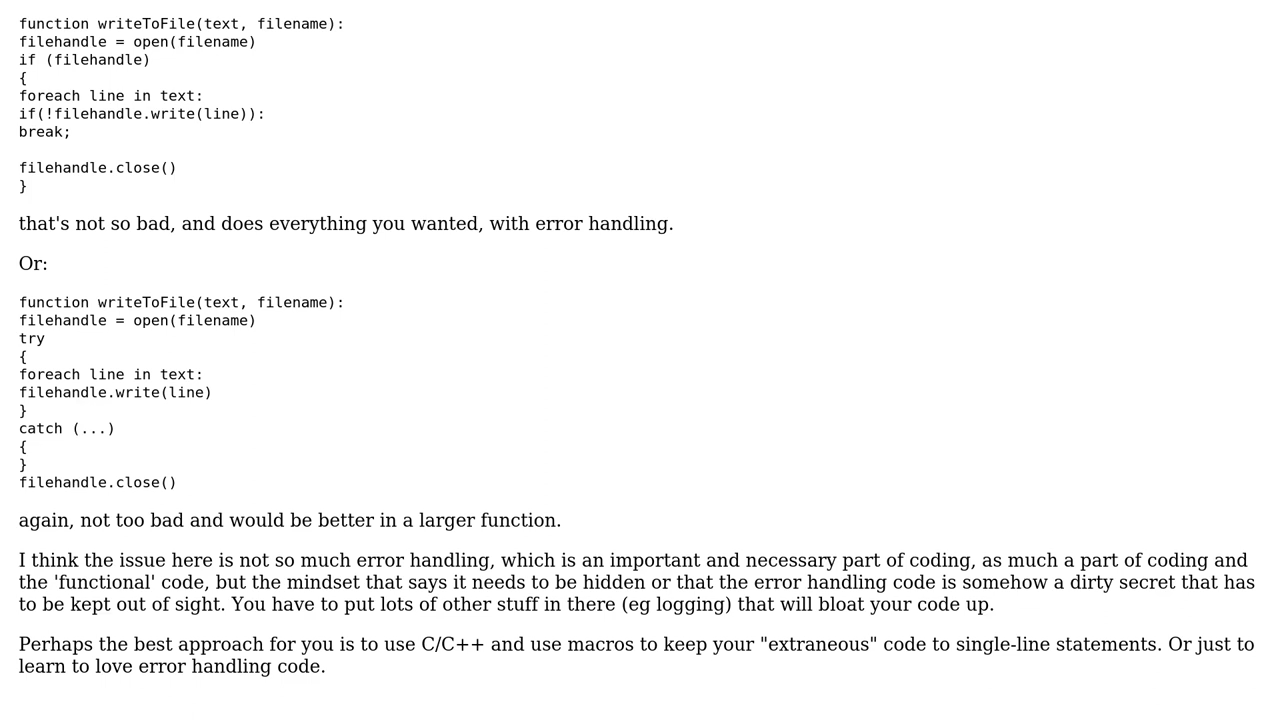 function writeToFile(text, filename):
filehandle = open(filename)
if (filehandle)
{
foreach line in text:
if(!filehandle.write(line)):
break;

filehandle.close()
}
that's not so bad, and does everything you wanted, with error handling.
Or:
function writeToFile(text, filename):
filehandle = open(filename)
try
{
foreach line in text:
filehandle.write(line)
}
catch (...)
{
}
filehandle.close()
again, not too bad and would be better in a larger function.
I think the issue here is not so much error handling, which is an important and necessary part of coding, as much a part of coding and
the 'functional' code, but the mindset that says it needs to be hidden or that the error handling code is somehow a dirty secret that has
to be kept out of sight. You have to put lots of other stuff in there (eg logging) that will bloat your code up.
Perhaps the best approach for you is to use C/C++ and use macros to keep your "extraneous" code to single-line statements. Or just to
learn to love error handling code.